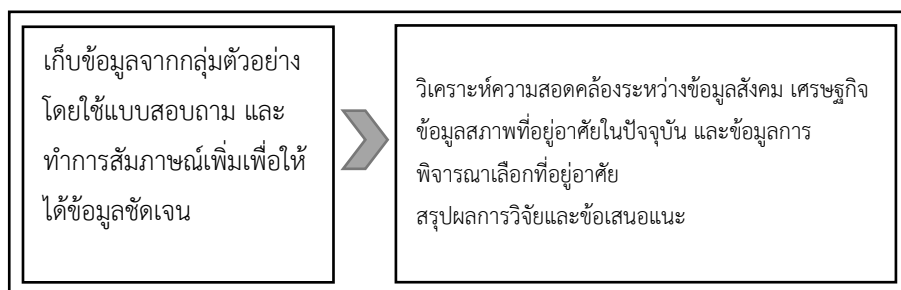 เก็บข้อมูลจากกลุ่มตัวอย่าง
โดยใช้แบบสอบถาม และ
ทำการสัมภาษณ์เพิ่มเพื่อให้
ได้ข้อมูลชัดเจน
วิเคราะห์ความสอดคล้องระหว่างข้อมูลสังคม เศรษฐกิจ
ข้อมูลสภาพที่อยู่อาศัยในปัจจุบัน และข้อมูลการ
พิจารณาเลือกที่อยู่อาศัย
สรุปผลการวิจัยและข้อเสนอแนะ